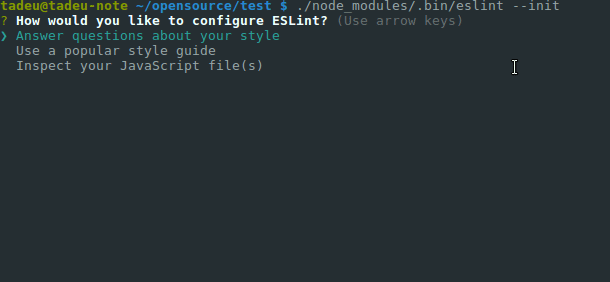 tadeu@tadeu-note ~/opensource/test $ ./node_modules/.bin/eslint --init
? How would you like to configure ESLint? (Use arrow keys)
❯ Answer questions about your style
  Use a popular style guide
  Inspect your JavaScript file(s)